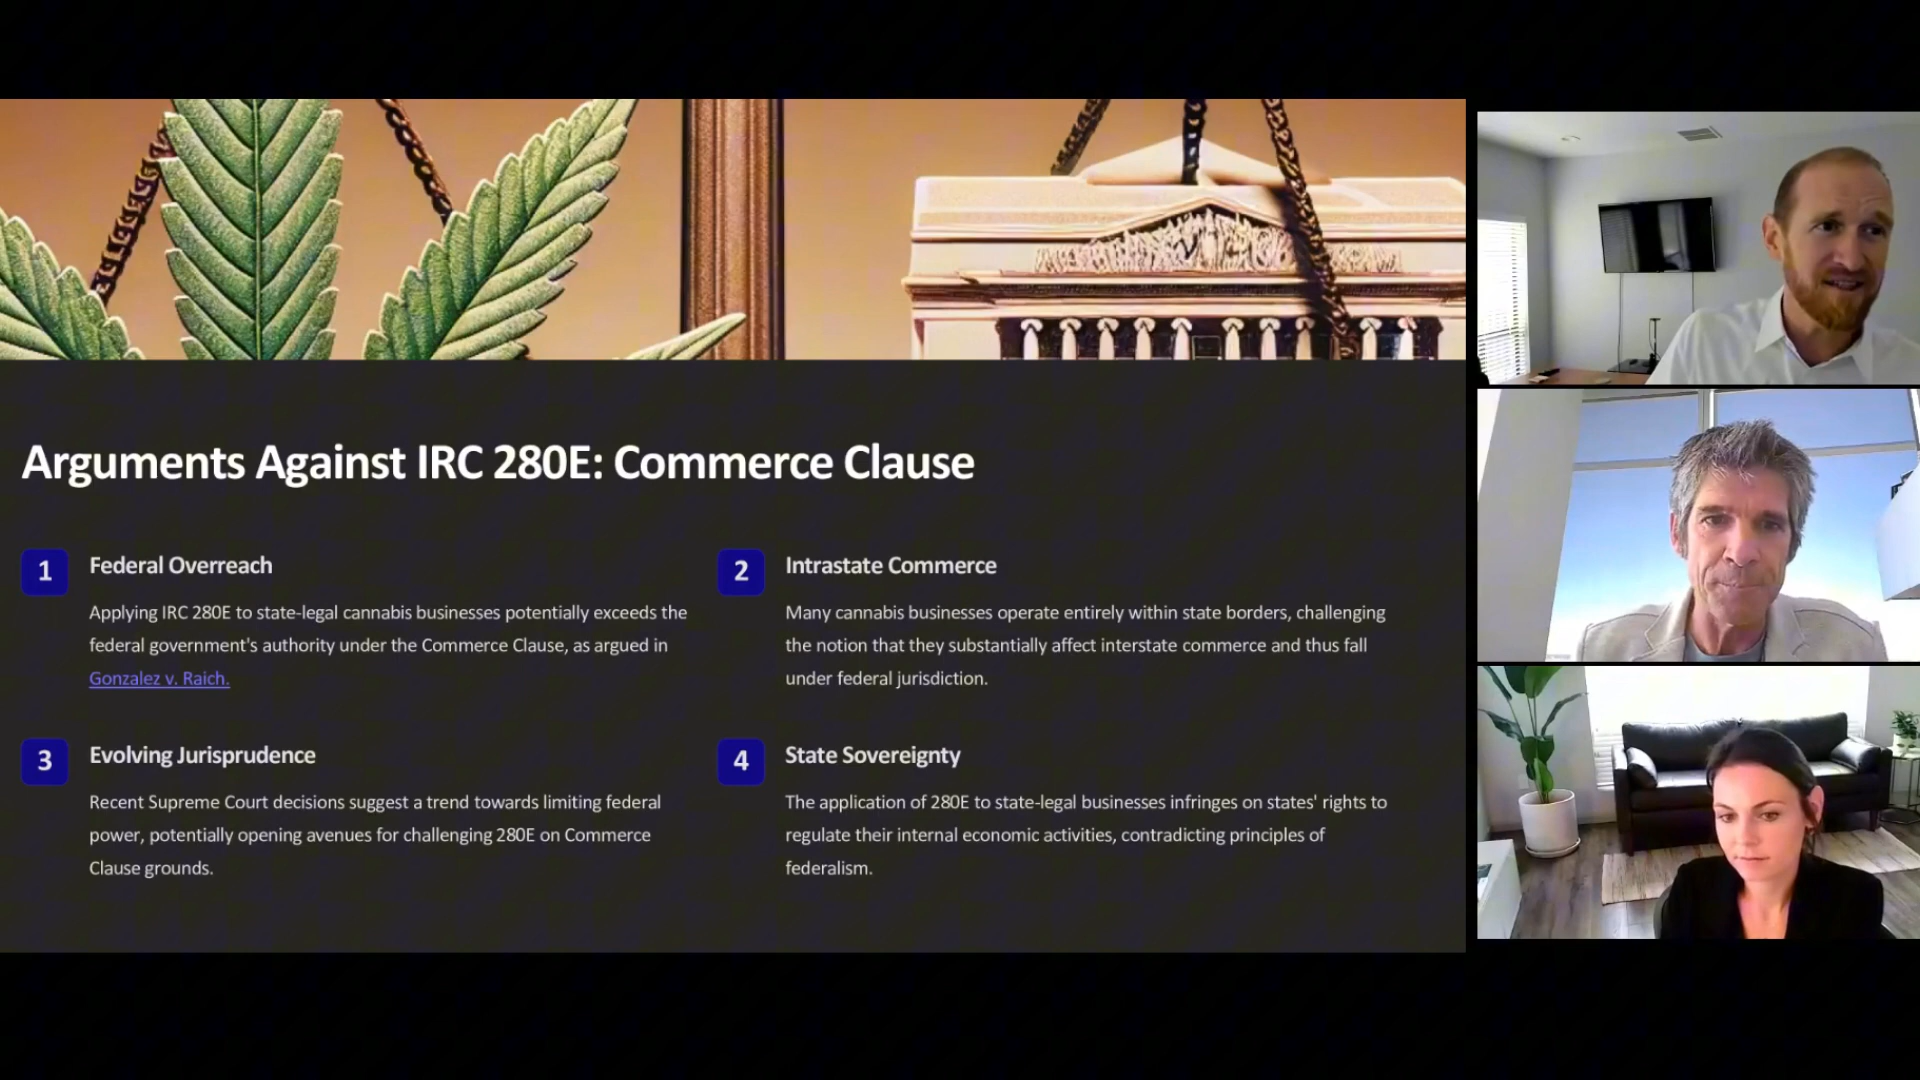 Arguments Against IRC 280E: Commerce Clause
1
Federal Overreach
Applying IRC 280E to state-legal cannabis businesses potentially exceeds the
federal government's authority under the Commerce Clause, as argued in
Gonzalez v. Raich.
2
Intrastate Commerce
Many cannabis businesses operate entirely within state borders, challenging
the notion that they substantially affect interstate commerce and thus fall
under federal jurisdiction.
3
Evolving Jurisprudence
Recent Supreme Court decisions suggest a trend towards limiting federal
power, potentially opening avenues for challenging 280E on Commerce
Clause grounds.
4
State Sovereignty
The application of 280E to state-legal businesses infringes on states' rights to
regulate their internal economic activities, contradicting principles of
federalism.